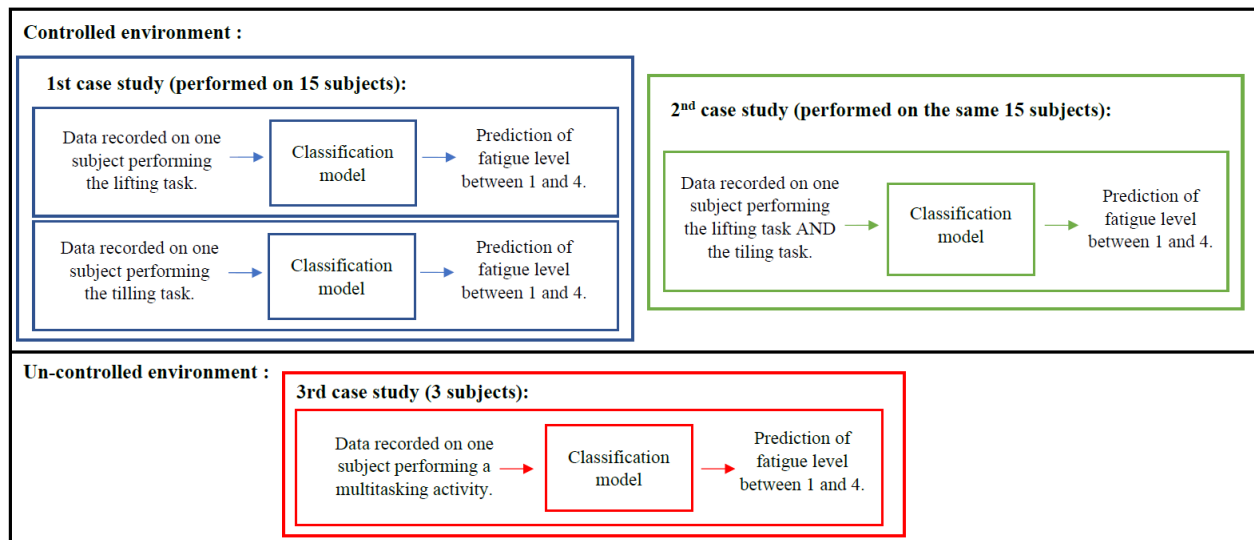 Controlled environment :
1st case study (performed on 15 subjects):
Data recorded on one
subject performing
the lifting task.
Classification
model
Prediction of
fatigue level
between 1 and 4.
Data recorded on one
subject performing
the tilling task.
Classification
model
Prediction of
fatigue level
between 1 and 4.
2nd case study (performed on the same 15 subjects):
Data recorded on one
subject performing
the lifting task AND
the tiling task.
Classification
model
Prediction of
fatigue level
between 1 and 4.
Un-controlled environment :
3rd case study (3 subjects):
Data recorded on one
subject performing a
multitasking activity.
Classification
model
Prediction of
fatigue level
between 1 and 4.